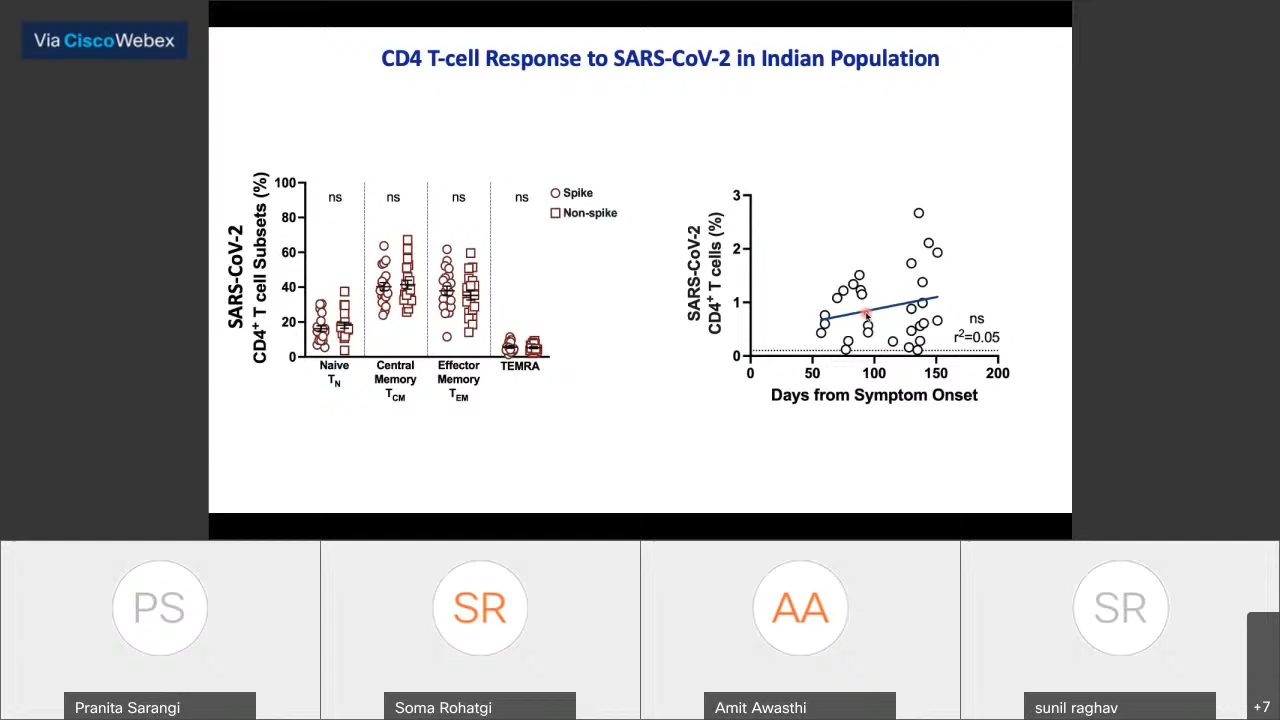 Via CiscoWebex
CD4 T-cell Response to SARS-CoV-2 in Indian Population
SARS-CoV-2
CD4+ T cell Subsets (%)
100
80
60
40
20
0
ns
ns
ns
ns
Spike
Non-spike
Naive
TN
Central
Memory
TCM
Effector
Memory
TEM
TEMRA
SARS-CoV-2
CD4+ T cells (%)
3
2
1
0
ns
r2=0.05
0
50
100
150
200
Days from Symptom Onset
PS
SR
AA
SR
Pranita Sarangi
Soma Rohatgi
Amit Awasthi
sunil raghav
+7